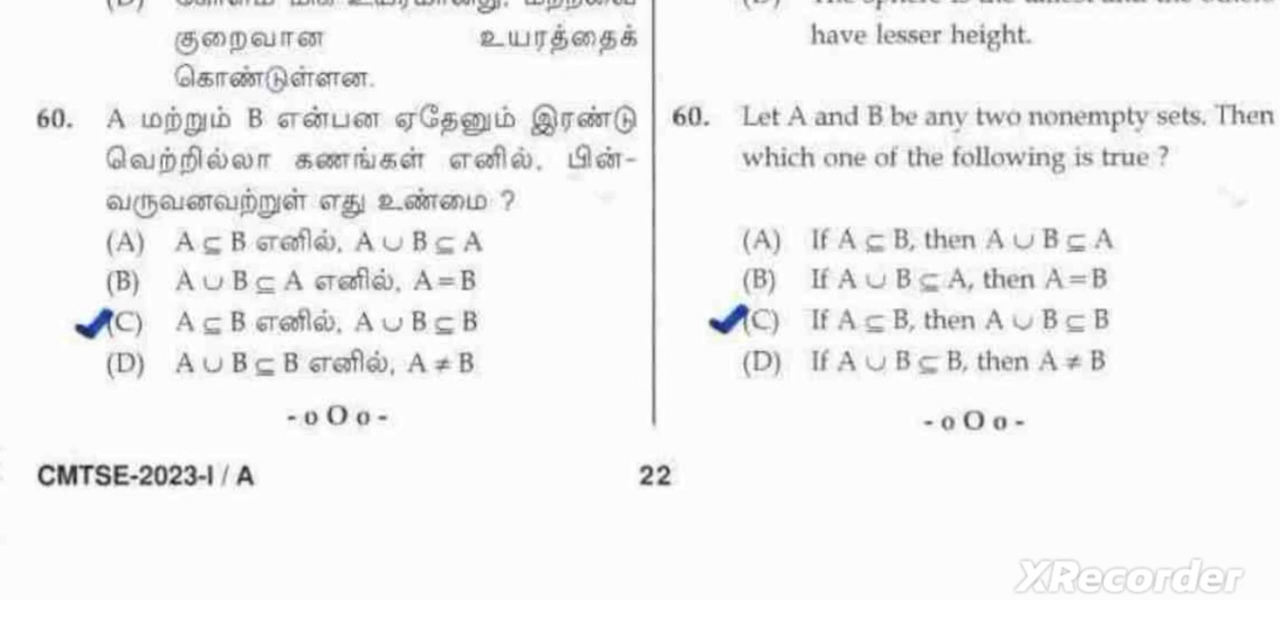 குறைவான உயரத்தைக்
கொண்டுள்ளன.
60. A மற்றும் B என்பன ஏதேனும் இரண்டு
வெற்றில்லா கணங்கள் எனில், பின்-
வருவனவற்றுள் எது உண்மை ?
(A) A ⊆ B எனில், A ∪ B ⊆ A
(B) A ∪ B ⊆ A எனில், A = B
(C) A ⊆ B எனில், A ∪ B ⊆ B
(D) A ∪ B ⊆ B எனில், A ≠ B
- o O o -
have lesser height.
60. Let A and B be any two nonempty sets. Then
which one of the following is true ?
(A) If A ⊆ B, then A ∪ B ⊆ A
(B) If A ∪ B ⊆ A, then A = B
(C) If A ⊆ B, then A ∪ B ⊆ B
(D) If A ∪ B ⊆ B, then A ≠ B
- o O o -
CMTSE-2023-I / A
22
XRecorder